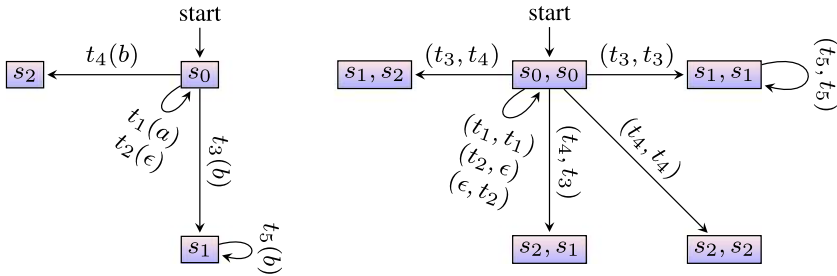 start
t₄(b)
s₂
s₀
t₁(a)
t₂(ϵ)
t₃(b)
s₁
t₅(b)
start
(t₃, t₄)
(t₃, t₃)
s₁, s₂
s₀, s₀
s₁, s₁
(t₅, t₅)
(t₁, t₁)
(t₂, ϵ)
(ϵ, t₂)
(t₄, t₃)
(t₄, t₄)
s₂, s₁
s₂, s₂